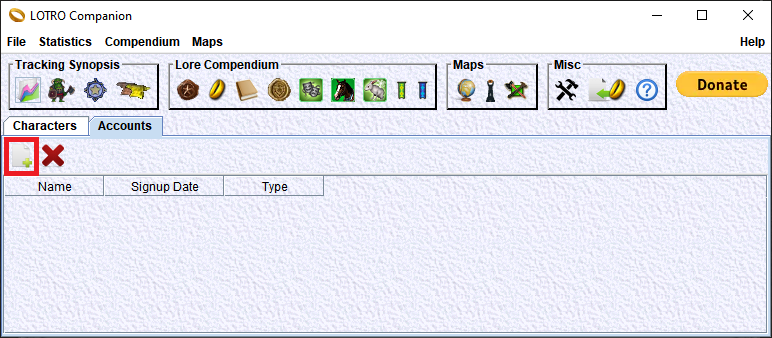 LOTRO Companion
File Statistics Compendium Maps Help
Tracking Synopsis Lore Compendium Maps Misc
Donate
Characters Accounts
Name Signup Date Type